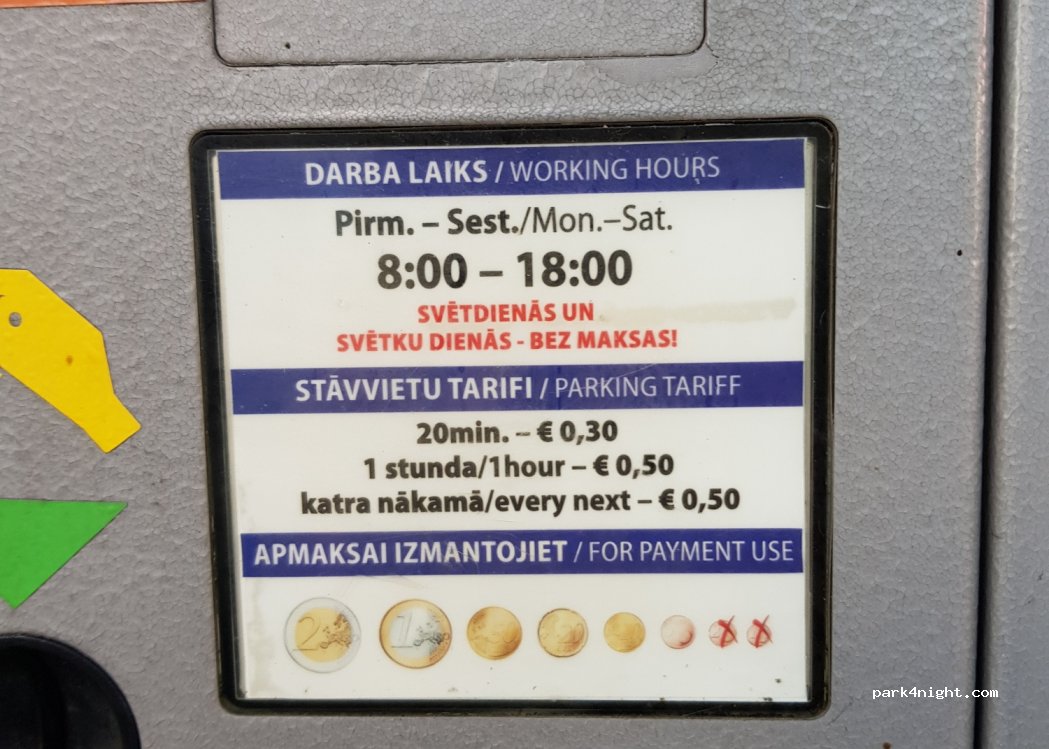 DARBA LAIKS / WORKING HOURS
Pirm. – Sest./Mon.–Sat.
8:00 – 18:00
SVĒTDIENĀS UN
SVĒTKU DIENĀS - BEZ MAKSAS!
STĀVVIETU TARIFI / PARKING TARIFF
20min. – € 0,30
1 stunda/1hour – € 0,50
katra nākamā/every next – € 0,50
APMAKSAI IZMANTOJIET / FOR PAYMENT USE
2 1
park4night.com